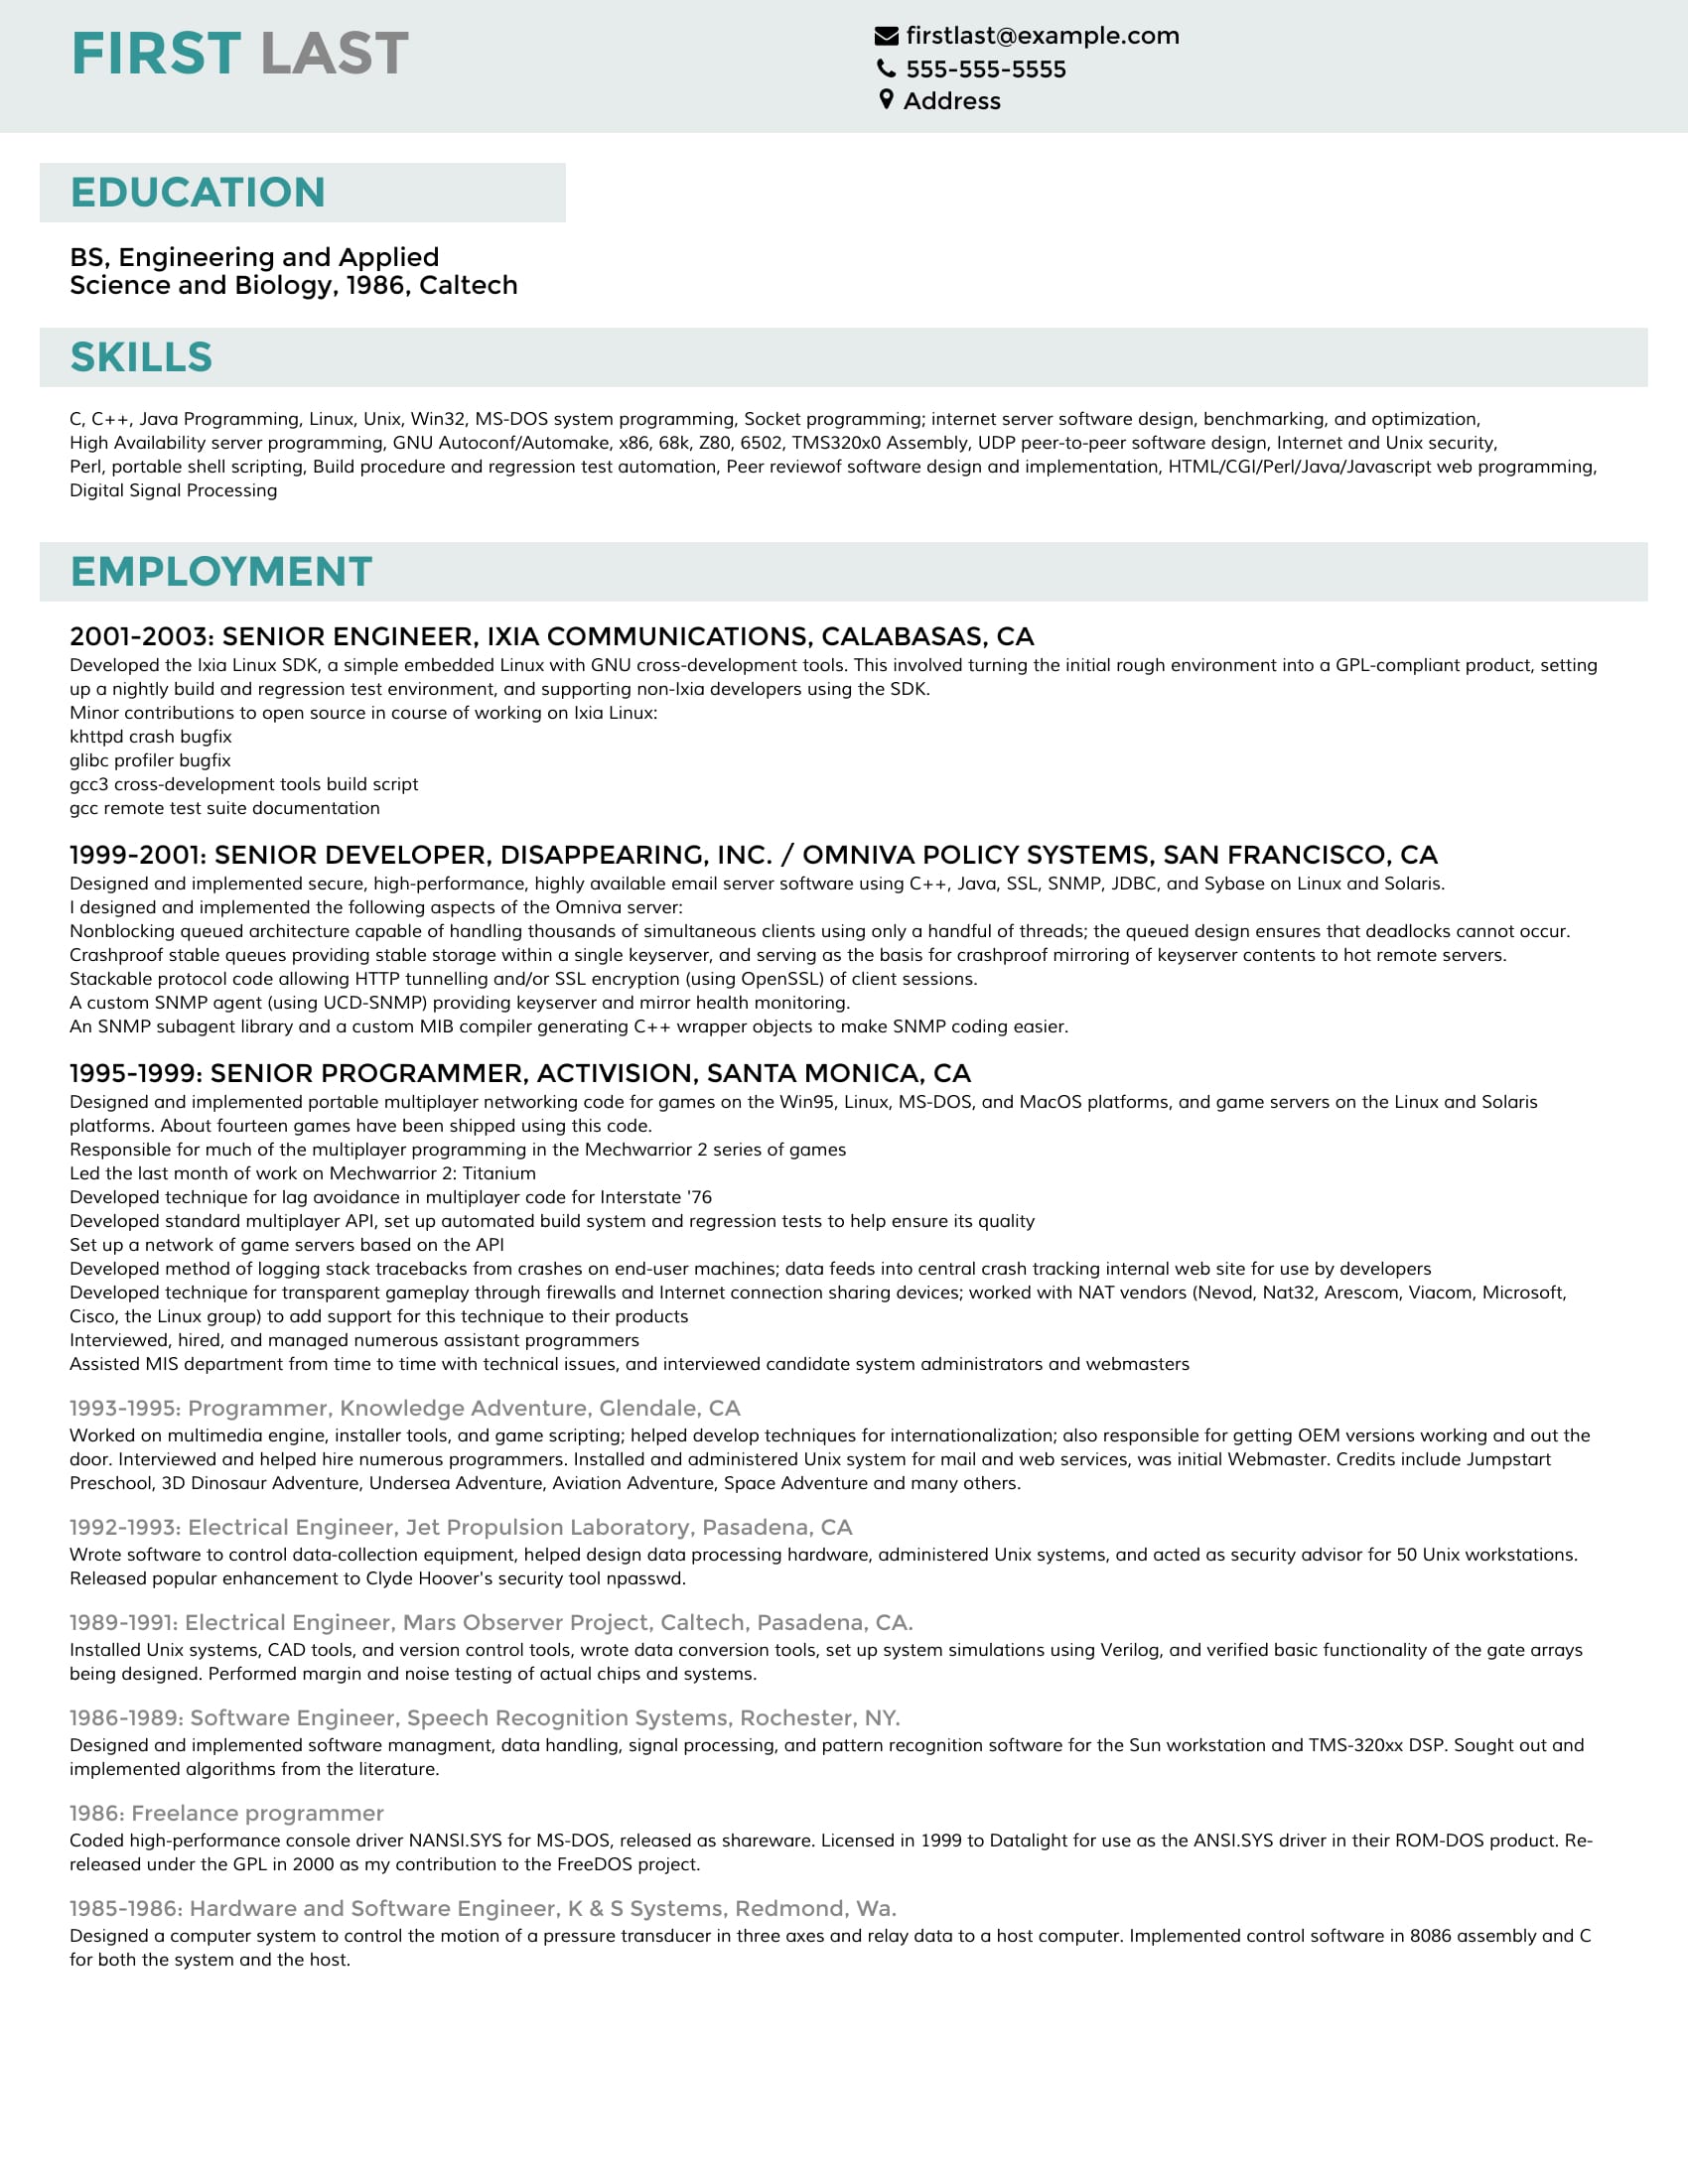 FIRST LAST
firstlast@example.com
555-555-5555
Address
EDUCATION
BS, Engineering and Applied
Science and Biology, 1986, Caltech
SKILLS
C, C++, Java Programming, Linux, Unix, Win32, MS-DOS system programming, Socket programming; internet server software design, benchmarking, and optimization,
High Availability server programming, GNU Autoconf/Automake, x86, 68k, Z80, 6502, TMS320x0 Assembly, UDP peer-to-peer software design, Internet and Unix security,
Perl, portable shell scripting, Build procedure and regression test automation, Peer reviewof software design and implementation, HTML/CGI/Perl/Java/Javascript web programming,
Digital Signal Processing
EMPLOYMENT
2001-2003: SENIOR ENGINEER, IXIA COMMUNICATIONS, CALABASAS, CA
Developed the Ixia Linux SDK, a simple embedded Linux with GNU cross-development tools. This involved turning the initial rough environment into a GPL-compliant product, setting
up a nightly build and regression test environment, and supporting non-Ixia developers using the SDK.
Minor contributions to open source in course of working on Ixia Linux:
khttpd crash bugfix
glibc profiler bugfix
gcc3 cross-development tools build script
gcc remote test suite documentation
1999-2001: SENIOR DEVELOPER, DISAPPEARING, INC. / OMNIVA POLICY SYSTEMS, SAN FRANCISCO, CA
Designed and implemented secure, high-performance, highly available email server software using C++, Java, SSL, SNMP, JDBC, and Sybase on Linux and Solaris.
I designed and implemented the following aspects of the Omniva server:
Nonblocking queued architecture capable of handling thousands of simultaneous clients using only a handful of threads; the queued design ensures that deadlocks cannot occur.
Crashproof stable queues providing stable storage within a single keyserver, and serving as the basis for crashproof mirroring of keyserver contents to hot remote servers.
Stackable protocol code allowing HTTP tunnelling and/or SSL encryption (using OpenSSL) of client sessions.
A custom SNMP agent (using UCD-SNMP) providing keyserver and mirror health monitoring.
An SNMP subagent library and a custom MIB compiler generating C++ wrapper objects to make SNMP coding easier.
1995-1999: SENIOR PROGRAMMER, ACTIVISION, SANTA MONICA, CA
Designed and implemented portable multiplayer networking code for games on the Win95, Linux, MS-DOS, and MacOS platforms, and game servers on the Linux and Solaris
platforms. About fourteen games have been shipped using this code.
Responsible for much of the multiplayer programming in the Mechwarrior 2 series of games
Led the last month of work on Mechwarrior 2: Titanium
Developed technique for lag avoidance in multiplayer code for Interstate '76
Developed standard multiplayer API, set up automated build system and regression tests to help ensure its quality
Set up a network of game servers based on the API
Developed method of logging stack tracebacks from crashes on end-user machines; data feeds into central crash tracking internal web site for use by developers
Developed technique for transparent gameplay through firewalls and Internet connection sharing devices; worked with NAT vendors (Nevod, Nat32, Arescom, Viacom, Microsoft,
Cisco, the Linux group) to add support for this technique to their products
Interviewed, hired, and managed numerous assistant programmers
Assisted MIS department from time to time with technical issues, and interviewed candidate system administrators and webmasters
1993-1995: Programmer, Knowledge Adventure, Glendale, CA
Worked on multimedia engine, installer tools, and game scripting; helped develop techniques for internationalization; also responsible for getting OEM versions working and out the
door. Interviewed and helped hire numerous programmers. Installed and administered Unix system for mail and web services, was initial Webmaster. Credits include Jumpstart
Preschool, 3D Dinosaur Adventure, Undersea Adventure, Aviation Adventure, Space Adventure and many others.
1992-1993: Electrical Engineer, Jet Propulsion Laboratory, Pasadena, CA
Wrote software to control data-collection equipment, helped design data processing hardware, administered Unix systems, and acted as security advisor for 50 Unix workstations.
Released popular enhancement to Clyde Hoover's security tool npasswd.
1989-1991: Electrical Engineer, Mars Observer Project, Caltech, Pasadena, CA.
Installed Unix systems, CAD tools, and version control tools, wrote data conversion tools, set up system simulations using Verilog, and verified basic functionality of the gate arrays
being designed. Performed margin and noise testing of actual chips and systems.
1986-1989: Software Engineer, Speech Recognition Systems, Rochester, NY.
Designed and implemented software managment, data handling, signal processing, and pattern recognition software for the Sun workstation and TMS-320xx DSP. Sought out and
implemented algorithms from the literature.
1986: Freelance programmer
Coded high-performance console driver NANSI.SYS for MS-DOS, released as shareware. Licensed in 1999 to Datalight for use as the ANSI.SYS driver in their ROM-DOS product. Re-
released under the GPL in 2000 as my contribution to the FreeDOS project.
1985-1986: Hardware and Software Engineer, K & S Systems, Redmond, Wa.
Designed a computer system to control the motion of a pressure transducer in three axes and relay data to a host computer. Implemented control software in 8086 assembly and C
for both the system and the host.